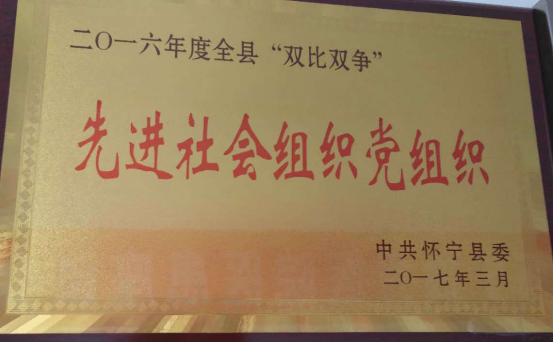 二〇一六年度全县“双比双争”
先进社会组织党组织
中共怀宁县委
二〇一七年三月